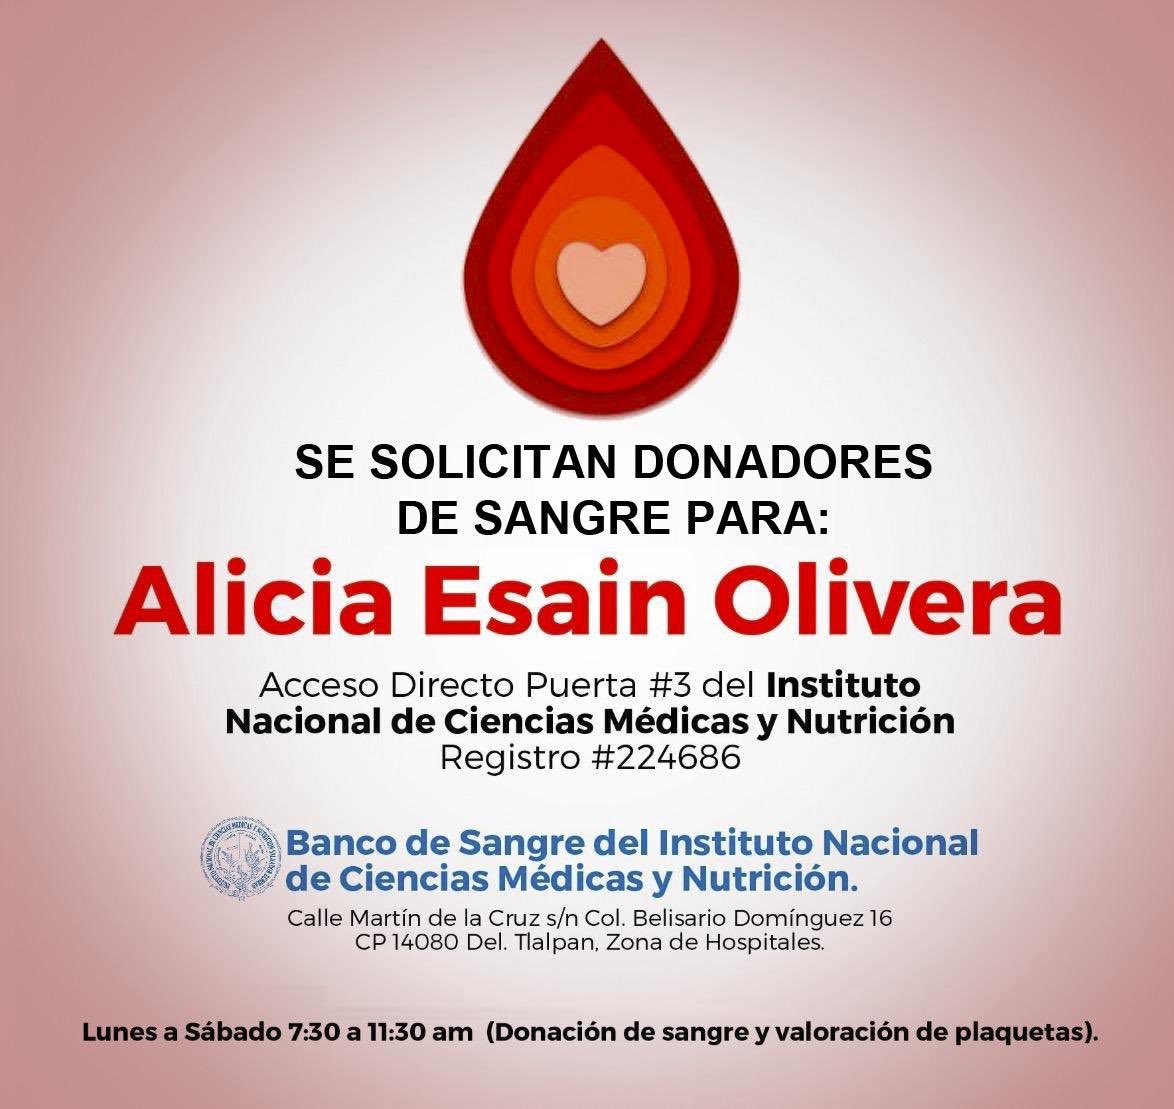 SE SOLICITAN DONADORES
DE SANGRE PARA:
Alicia Esain Olivera
Acceso Directo Puerta #3 del Instituto
Nacional de Ciencias Médicas y Nutrición
Registro #224686
Banco de Sangre del Instituto Nacional
de Ciencias Médicas y Nutrición.
Calle Martín de la Cruz s/n Col. Belisario Domínguez 16
CP 14080 Del. Tlalpan, Zona de Hospitales.
Lunes a Sábado 7:30 a 11:30 am (Donación de sangre y valoración de plaquetas).